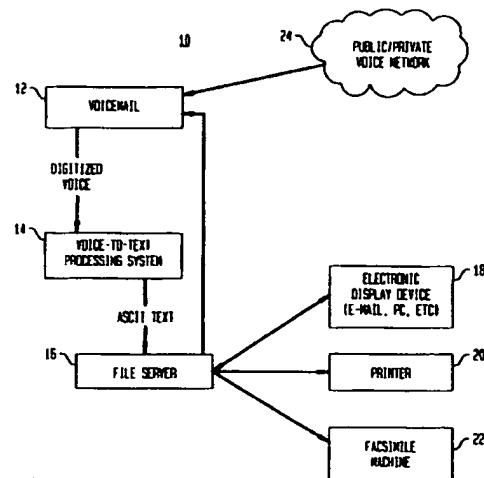 10
24
PUBLIC/PRIVATE
VOICE NETWORK
12
VOICEMAIL
DIGITIZED
VOICE
14
VOICE-TO-TEXT
PROCESSING SYSTEM
ASCII TEXT
16
FILE SERVER
18
ELECTRONIC
DISPLAY DEVICE
(E-MAIL, PC, ETC)
20
PRINTER
22
FACSIMILE
MACHINE